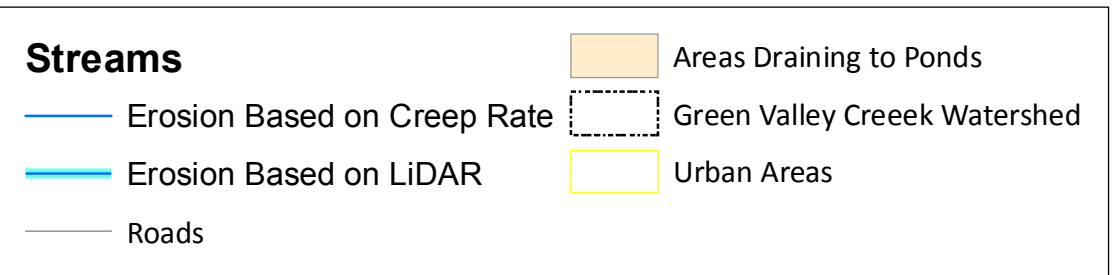 Streams
Erosion Based on Creep Rate
Erosion Based on LiDAR
Roads
Areas Draining to Ponds
Green Valley Creeek Watershed
Urban Areas